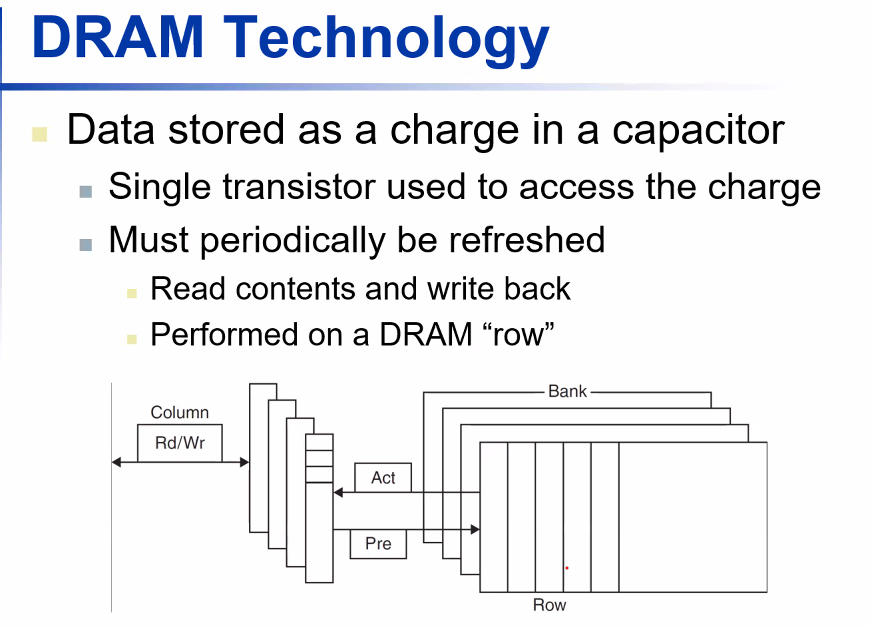 DRAM Technology
Data stored as a charge in a capacitor
Single transistor used to access the charge
Must periodically be refreshed
Read contents and write back
Performed on a DRAM “row”
Column
Rd/Wr
Bank
Act
Pre
Row